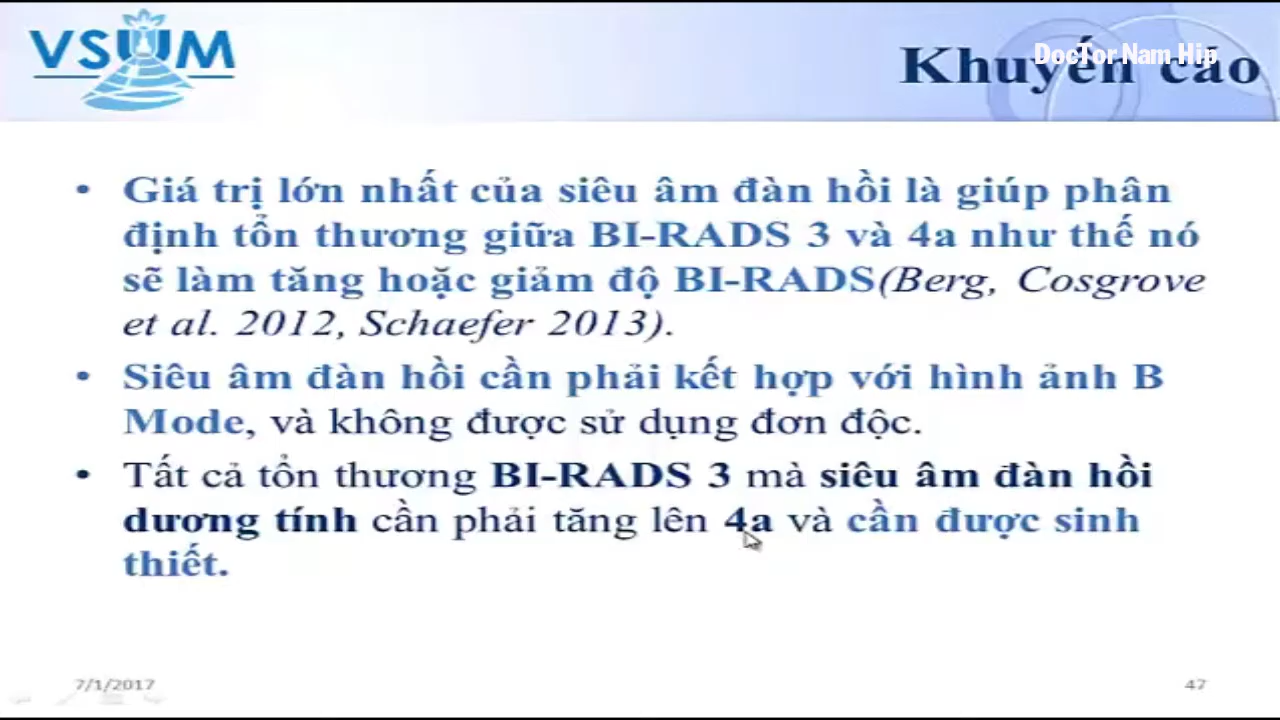 VSUM
Khuyến cáo
DocTor Nam Hip
• Giá trị lớn nhất của siêu âm đàn hồi là giúp phân
định tổn thương giữa BI-RADS 3 và 4a như thế nó
sẽ làm tăng hoặc giảm độ BI-RADS(Berg, Cosgrove
et al. 2012, Schaefer 2013).
• Siêu âm đàn hồi cần phải kết hợp với hình ảnh B
Mode, và không được sử dụng đơn độc.
• Tất cả tổn thương BI-RADS 3 mà siêu âm đàn hồi
dương tính cần phải tăng lên 4a và cần được sinh
thiết.
7/1/2017
47